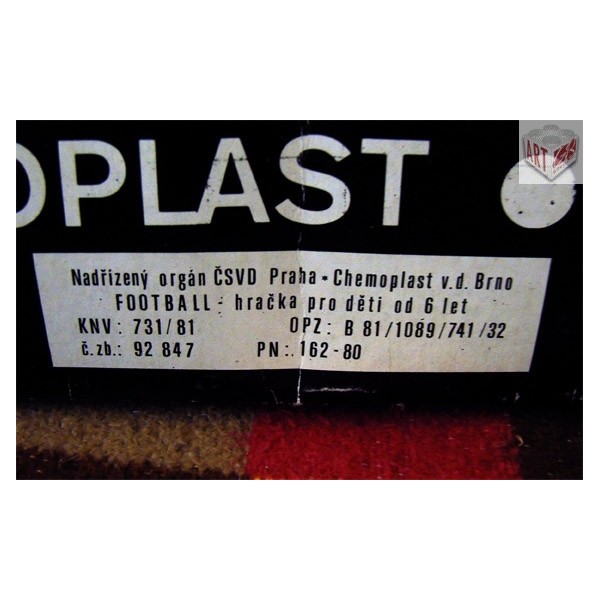 OPLAST
Nadřízený orgán ČSVD Praha • Chemoplast v.d. Brno
FOOTBALL - hračka pro děti od 6 let
KNV: 731/81 OPZ: B 81/1089/741/32
č.zb.: 92 847 PN: 162-80
ART